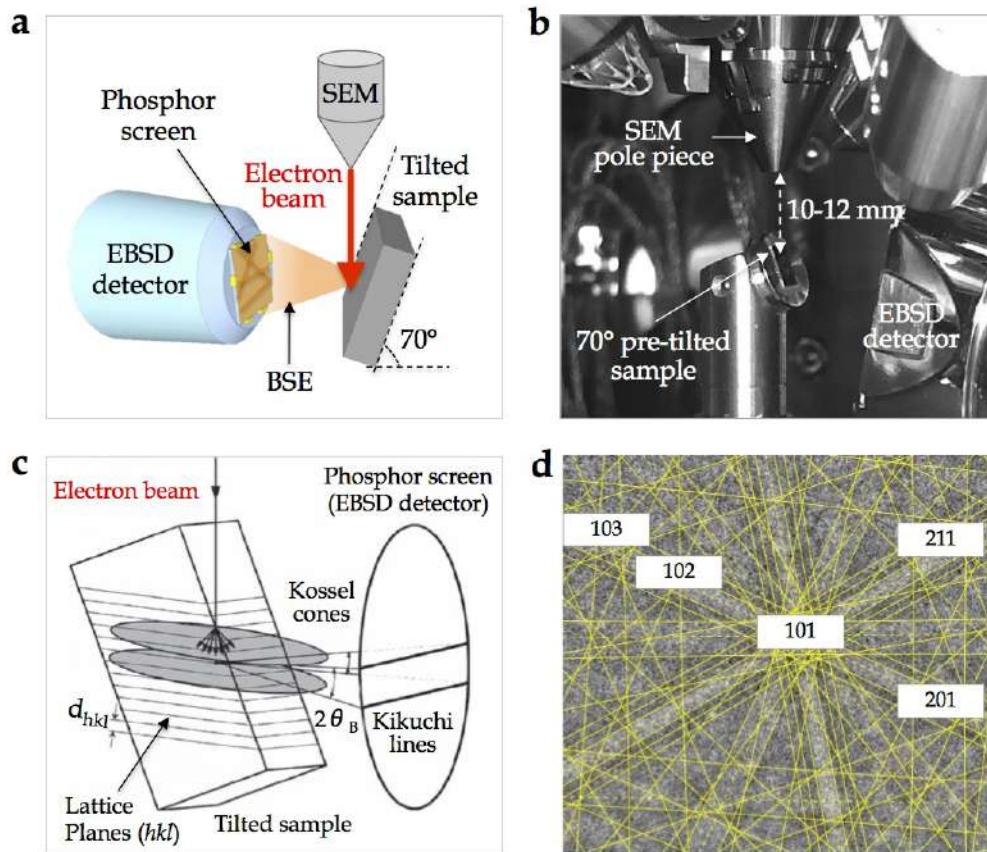 a
SEM
Phosphor
screen
Electron
beam
Tilted
sample
EBSD
detector
70°
BSE
b
SEM
pole piece
10-12 mm
70° pre-tilted
sample
EBSD
detector
c
Electron beam
Phosphor screen
(EBSD detector)
Kossel
cones
d_hkl
2θ_B
Kikuchi
lines
Lattice
Planes (hkl)
Tilted sample
d
103
211
102
101
201